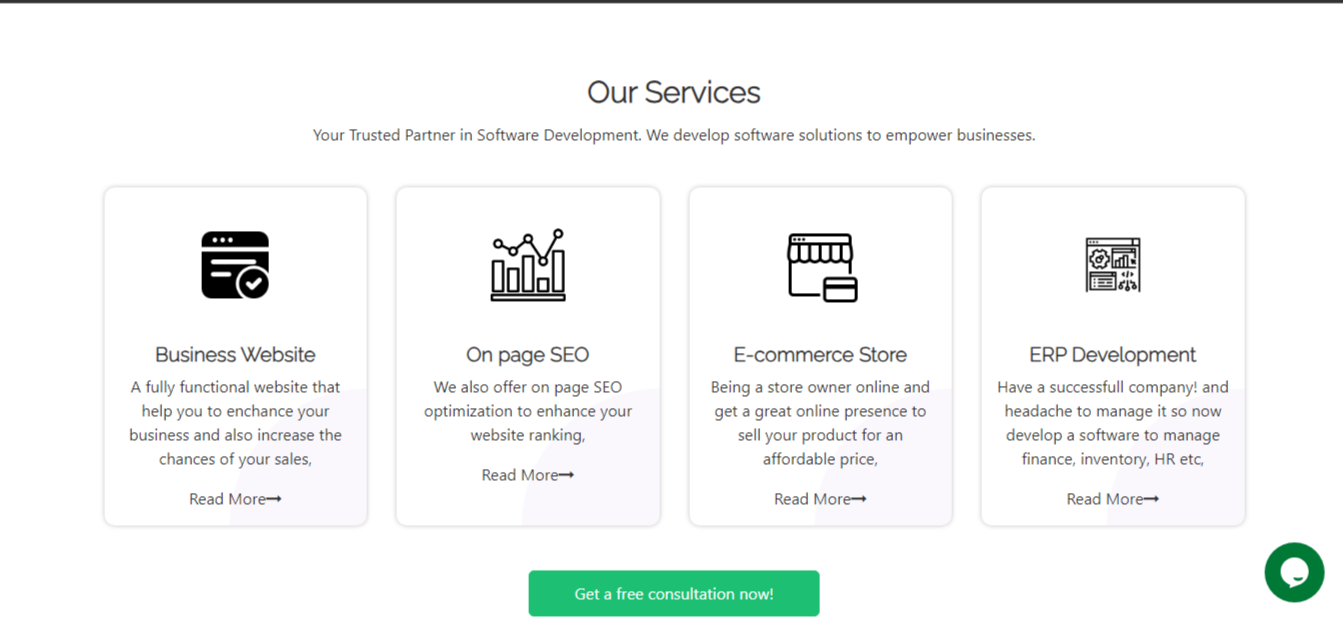 Our Services
Your Trusted Partner in Software Development. We develop software solutions to empower businesses.
Business Website
A fully functional website that
help you to enchance your
business and also increase the
chances of your sales,
Read More→
On page SEO
We also offer on page SEO
optimization to enhance your
website ranking,
Read More→
E-commerce Store
Being a store owner online and
get a great online presence to
sell your product for an
affordable price,
Read More→
ERP Development
Have a successfull company! and
headache to manage it so now
develop a software to manage
finance, inventory, HR etc,
Read More→
Get a free consultation now!